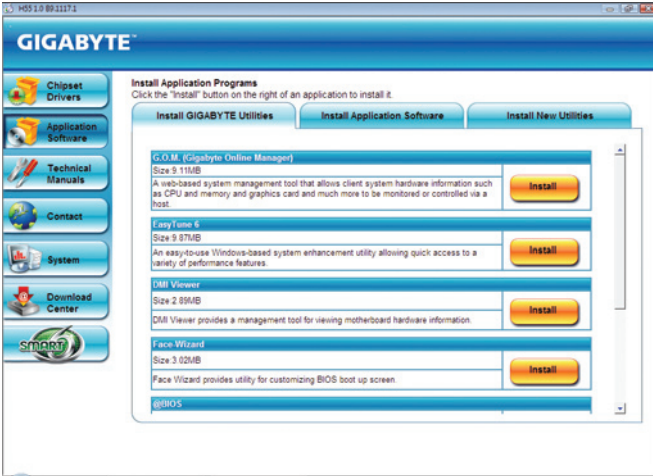 H55 1.0 B9.1117.1
GIGABYTE™
Chipset
Drivers
Application
Software
Technical
Manuals
Contact
System
Download
Center
SMART
Install Application Programs
Click the "Install" button on the right of an application to install it.
Install GIGABYTE Utilities
Install Application Software
Install New Utilities
G.O.M. (Gigabyte Online Manager)
Size:9.11MB
A web-based system management tool that allows client system hardware information such
as CPU and memory and graphics card and much more to be monitored or controlled via a
host.
Install
EasyTune 6
Size:9.87MB
An easy-to-use Windows-based system enhancement utility allowing quick access to a
variety of performance features.
Install
DMI Viewer
Size:2.89MB
DMI Viewer provides a management tool for viewing motherboard hardware information.
Install
Face-Wizard
Size:3.02MB
Face Wizard provides utility for customizing BIOS boot up screen
Install
@BIOS